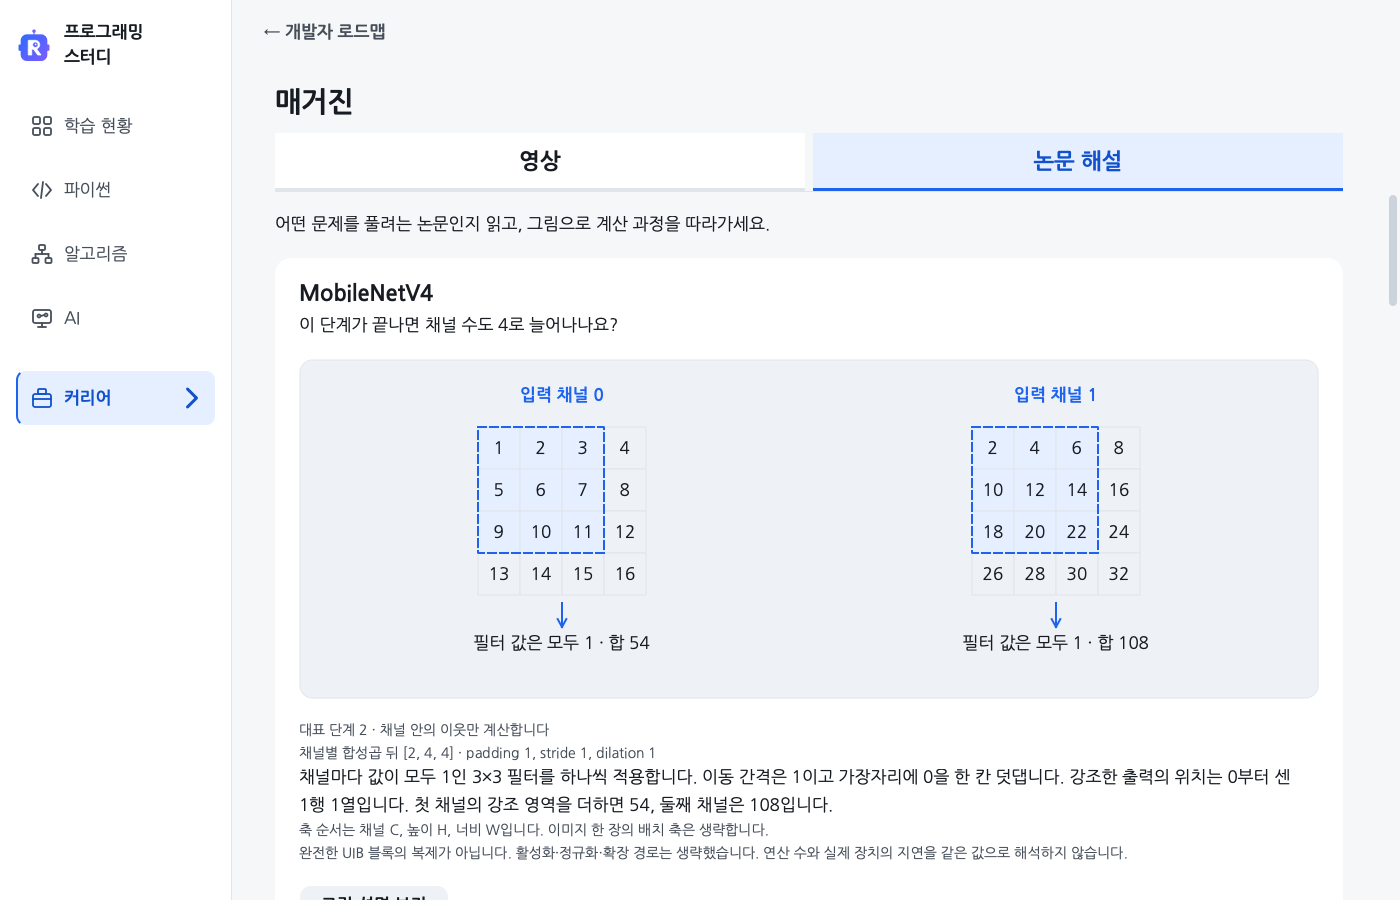 프로그래밍
스터디
학습 현황
파이썬
알고리즘
AI
커리어
← 개발자 로드맵
매거진
영상
논문 해설
어떤 문제를 풀려는 논문인지 읽고, 그림으로 계산 과정을 따라가세요.
MobileNetV4
이 단계가 끝나면 채널 수도 4로 늘어나나요?
입력 채널 0
1 2 3 4
5 6 7 8
9 10 11 12
13 14 15 16
필터 값은 모두 1 · 합 54
입력 채널 1
2 4 6 8
10 12 14 16
18 20 22 24
26 28 30 32
필터 값은 모두 1 · 합 108
대표 단계 2 · 채널 안의 이웃만 계산합니다
채널별 합성곱 뒤 [2, 4, 4] · padding 1, stride 1, dilation 1
채널마다 값이 모두 1인 3×3 필터를 하나씩 적용합니다. 이동 간격은 1이고 가장자리에 0을 한 칸 덧댑니다. 강조한 출력의 위치는 0부터 센
1행 1열입니다. 첫 채널의 강조 영역을 더하면 54, 둘째 채널은 108입니다.
축 순서는 채널 C, 높이 H, 너비 W입니다. 이미지 한 장의 배치 축은 생략합니다.
완전한 UIB 블록의 복제가 아닙니다. 활성화·정규화·확장 경로는 생략했습니다. 연산 수와 실제 장치의 지연을 같은 값으로 해석하지 않습니다.